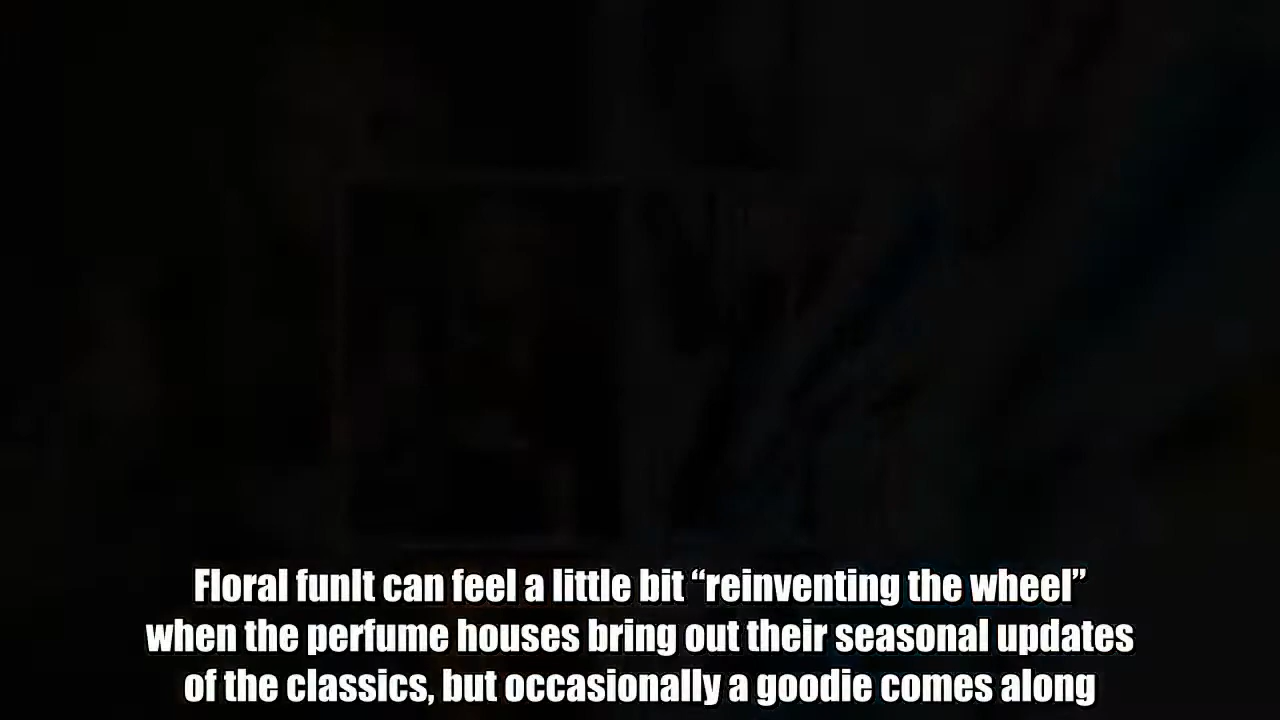 Floral funIt can feel a little bit “reinventing the wheel”
when the perfume houses bring out their seasonal updates
of the classics, but occasionally a goodie comes along